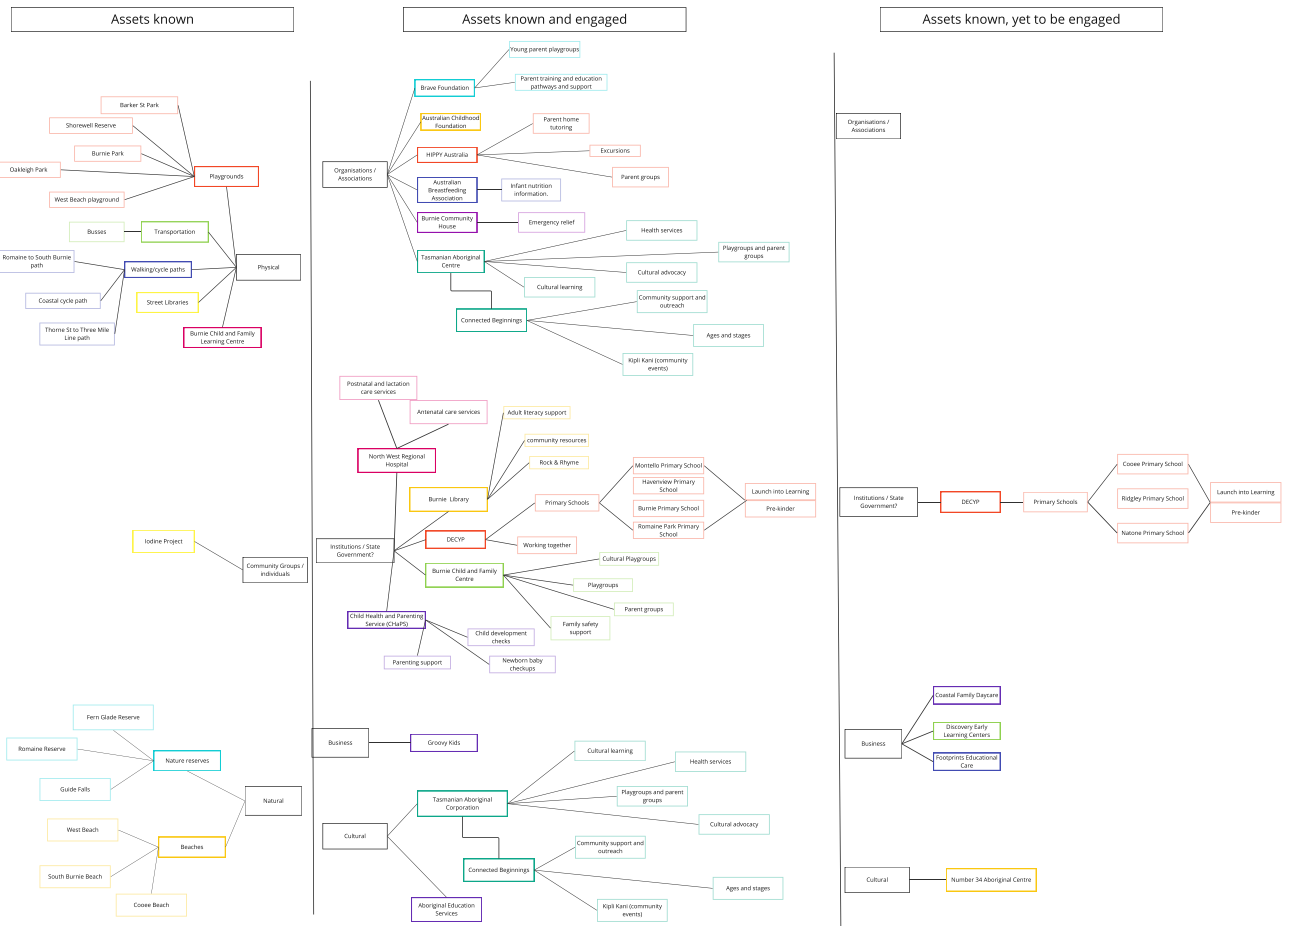 Assets known
Barker St Park
Shorewell Reserve
Burnie Park
Oakleigh Park
West Beach playground
Playgrounds
Busses
Transportation
Romaine to South Burnie
path
Walking/cycle paths
Coastal cycle path
Thorne St to Three Mile
Line path
Street Libraries
Burnie Child and Family
Learning Centre
Physical
Iodine Project
Community Groups /
individuals
Fern Glade Reserve
Romaine Reserve
Guide Falls
Nature reserves
Natural
West Beach
South Burnie Beach
Cooee Beach
Beaches
Assets known and engaged
Organisations /
Associations
Brave Foundation
Young parent playgroups
Parent training and education
pathways and support
Australian Childhood
Foundation
HIPPY Australia
Parent home
tutoring
Excursions
Parent groups
Australian
Breastfeeding
Association
Infant nutrition
information.
Burnie Community
House
Emergency relief
Tasmanian Aboriginal
Centre
Health services
Playgroups and parent
groups
Cultural advocacy
Cultural learning
Connected Beginnings
Community support and
outreach
Ages and stages
Kipli Kani (community
events)
Postnatal and lactation
care services
Antenatal care services
North West Regional
Hospital
Burnie  Library
Adult literacy support
community resources
Rock & Rhyme
Institutions / State
Government?
DECYP
Primary Schools
Montello Primary School
Havenview Primary
School
Burnie Primary School
Romaine Park Primary
School
Launch into Learning
Pre-kinder
Working together
Burnie Child and Family
Centre
Cultural Playgroups
Playgroups
Parent groups
Family safety
support
Child Health and Parenting
Service (CHaPS)
Child development
checks
Parenting support
Newborn baby
checkups
Business
Groovy Kids
Cultural
Tasmanian Aboriginal
Corporation
Cultural learning
Health services
Playgroups and parent
groups
Cultural advocacy
Connected Beginnings
Community support and
outreach
Ages and stages
Kipli Kani (community
events)
Aboriginal Education
Services
Assets known, yet to be engaged
Organisations /
Associations
Institutions / State
Government?
DECYP
Primary Schools
Cooee Primary School
Ridgley Primary School
Natone Primary School
Launch into Learning
Pre-kinder
Business
Coastal Family Daycare
Discovery Early
Learning Centers
Footprints Educational
Care
Cultural
Number 34 Aboriginal Centre